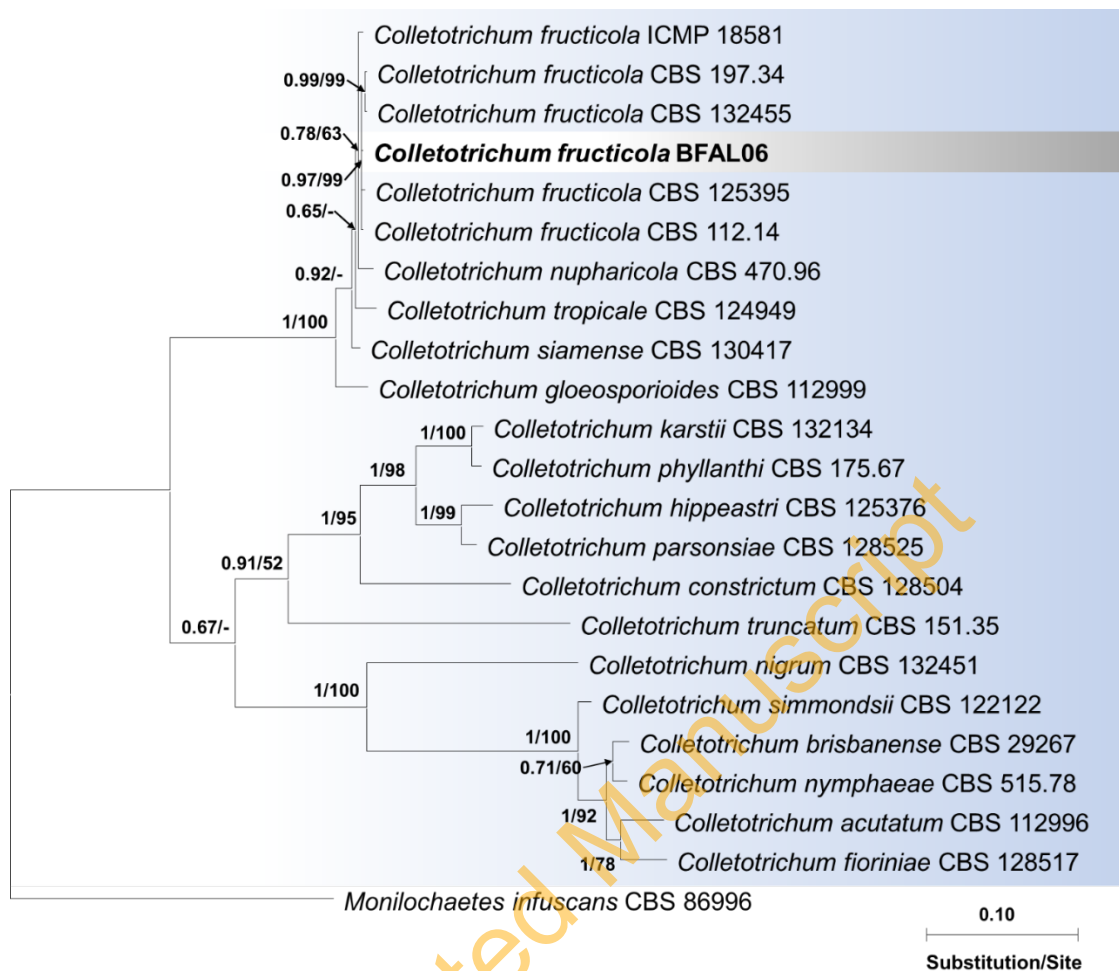 Colletotrichum fructicola ICMP 18581
0.99/99
Colletotrichum fructicola CBS 197.34
Colletotrichum fructicola CBS 132455
0.78/63
Colletotrichum fructicola BFAL06
0.97/99
Colletotrichum fructicola CBS 125395
0.65/-
Colletotrichum fructicola CBS 112.14
0.92/-
Colletotrichum nupharicola CBS 470.96
Colletotrichum tropicale CBS 124949
1/100
Colletotrichum siamense CBS 130417
Colletotrichum gloeosporioides CBS 112999
1/100
Colletotrichum karstii CBS 132134
1/98
Colletotrichum phyllanthi CBS 175.67
1/99
Colletotrichum hippeastri CBS 125376
1/95
Colletotrichum parsonsiae CBS 128525
0.91/52
Colletotrichum constrictum CBS 128504
0.67/-
Colletotrichum truncatum CBS 151.35
Colletotrichum nigrum CBS 132451
1/100
Colletotrichum simmondsii CBS 122122
1/100
Colletotrichum brisbanense CBS 29267
0.71/60
Colletotrichum nymphaeae CBS 515.78
1/92
Colletotrichum acutatum CBS 112996
1/78
Colletotrichum fioriniae CBS 128517
Monilochaetes infuscans CBS 86996
0.10
Substitution/Site
ted Manuscript